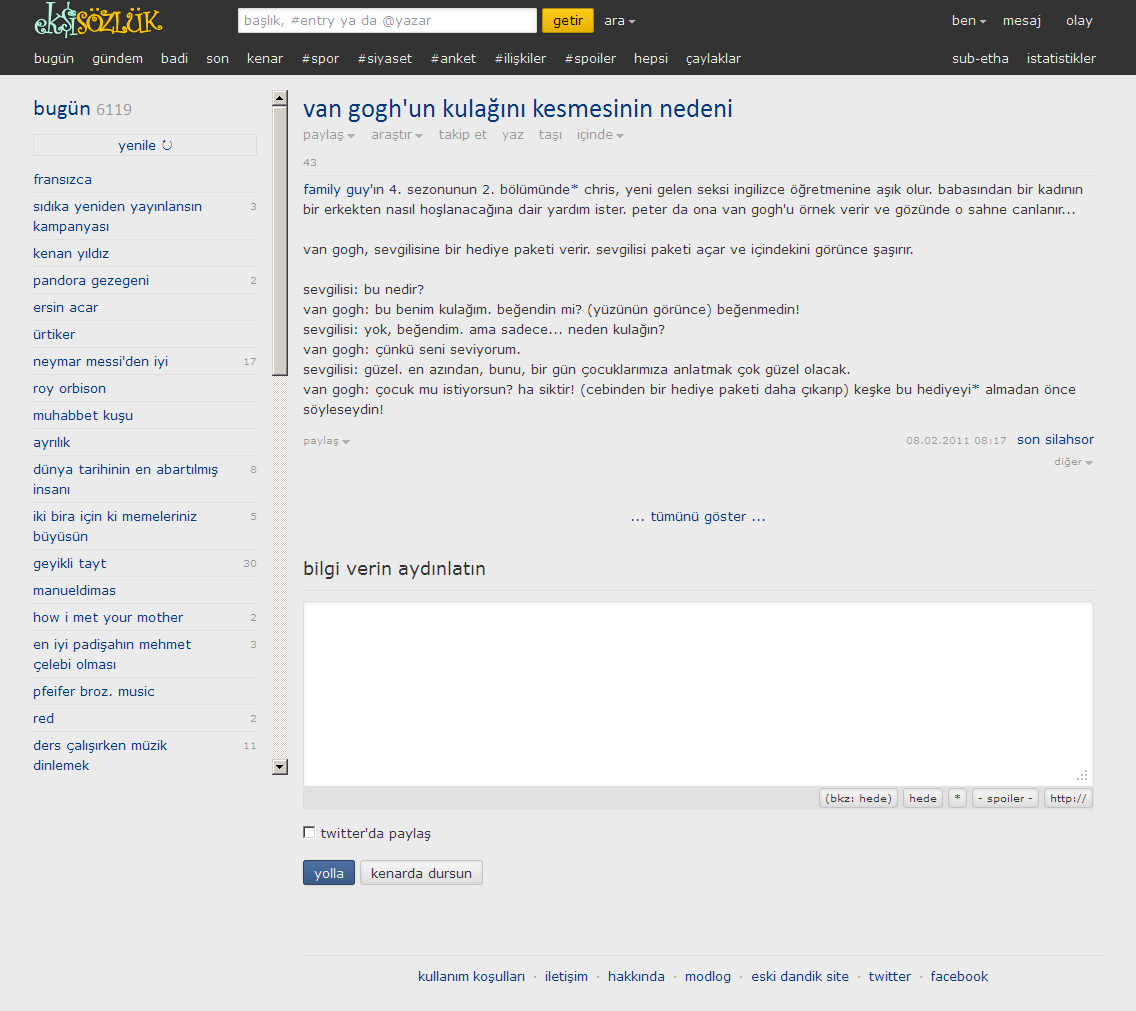 ekşi sözlük
başlık, #entry ya da @yazar
getir
ara
ben mesaj olay
bugün gündem badi son kenar #spor #siyaset #anket #ilişkiler #spoiler hepsi çaylaklar
sub-etha istatistikler
bugün 6119
yenile
fransızca
sıdıka yeniden yayınlansın 3
kampanyası
kenan yıldız
pandora gezegeni 2
ersin acar
ürtiker
neymar messi'den iyi 17
roy orbison
muhabbet kuşu
ayrılık
dünya tarihinin en abartılmış 8
insanı
iki bira için ki memeleriniz 5
büyüsün
geyikli tayt 30
manueldimas
how i met your mother 2
en iyi padişahın mehmet 3
çelebi olması
pfeifer broz. music
red 2
ders çalışırken müzik 11
dinlemek
van gogh'un kulağını kesmesinin nedeni
paylaş araştır takip et yaz taşı içinde
43
family guy'ın 4. sezonunun 2. bölümünde* chris, yeni gelen seksi ingilizce öğretmenine aşık olur. babasından bir kadının
bir erkekten nasıl hoşlanacağına dair yardım ister. peter da ona van gogh'u örnek verir ve gözünde o sahne canlanır...
van gogh, sevgilisine bir hediye paketi verir. sevgilisi paketi açar ve içindekini görünce şaşırır.
sevgilisi: bu nedir?
van gogh: bu benim kulağım. beğendin mi? (yüzünün görünce) beğenmedin!
sevgilisi: yok, beğendim. ama sadece... neden kulağın?
van gogh: çünkü seni seviyorum.
sevgilisi: güzel. en azından, bunu, bir gün çocuklarımıza anlatmak çok güzel olacak.
van gogh: çocuk mu istiyorsun? ha siktir! (cebinden bir hediye paketi daha çıkarıp) keşke bu hediyeyi* almadan önce
söyleseydin!
paylaş 08.02.2011 08:17 son silahsor
diğer
... tümünü göster ...
bilgi verin aydınlatın
(bkz: hede) hede * - spoiler - http://
twitter'da paylaş
yolla kenarda dursun
kullanım koşulları · iletişim · hakkında · modlog · eski dandik site · twitter · facebook